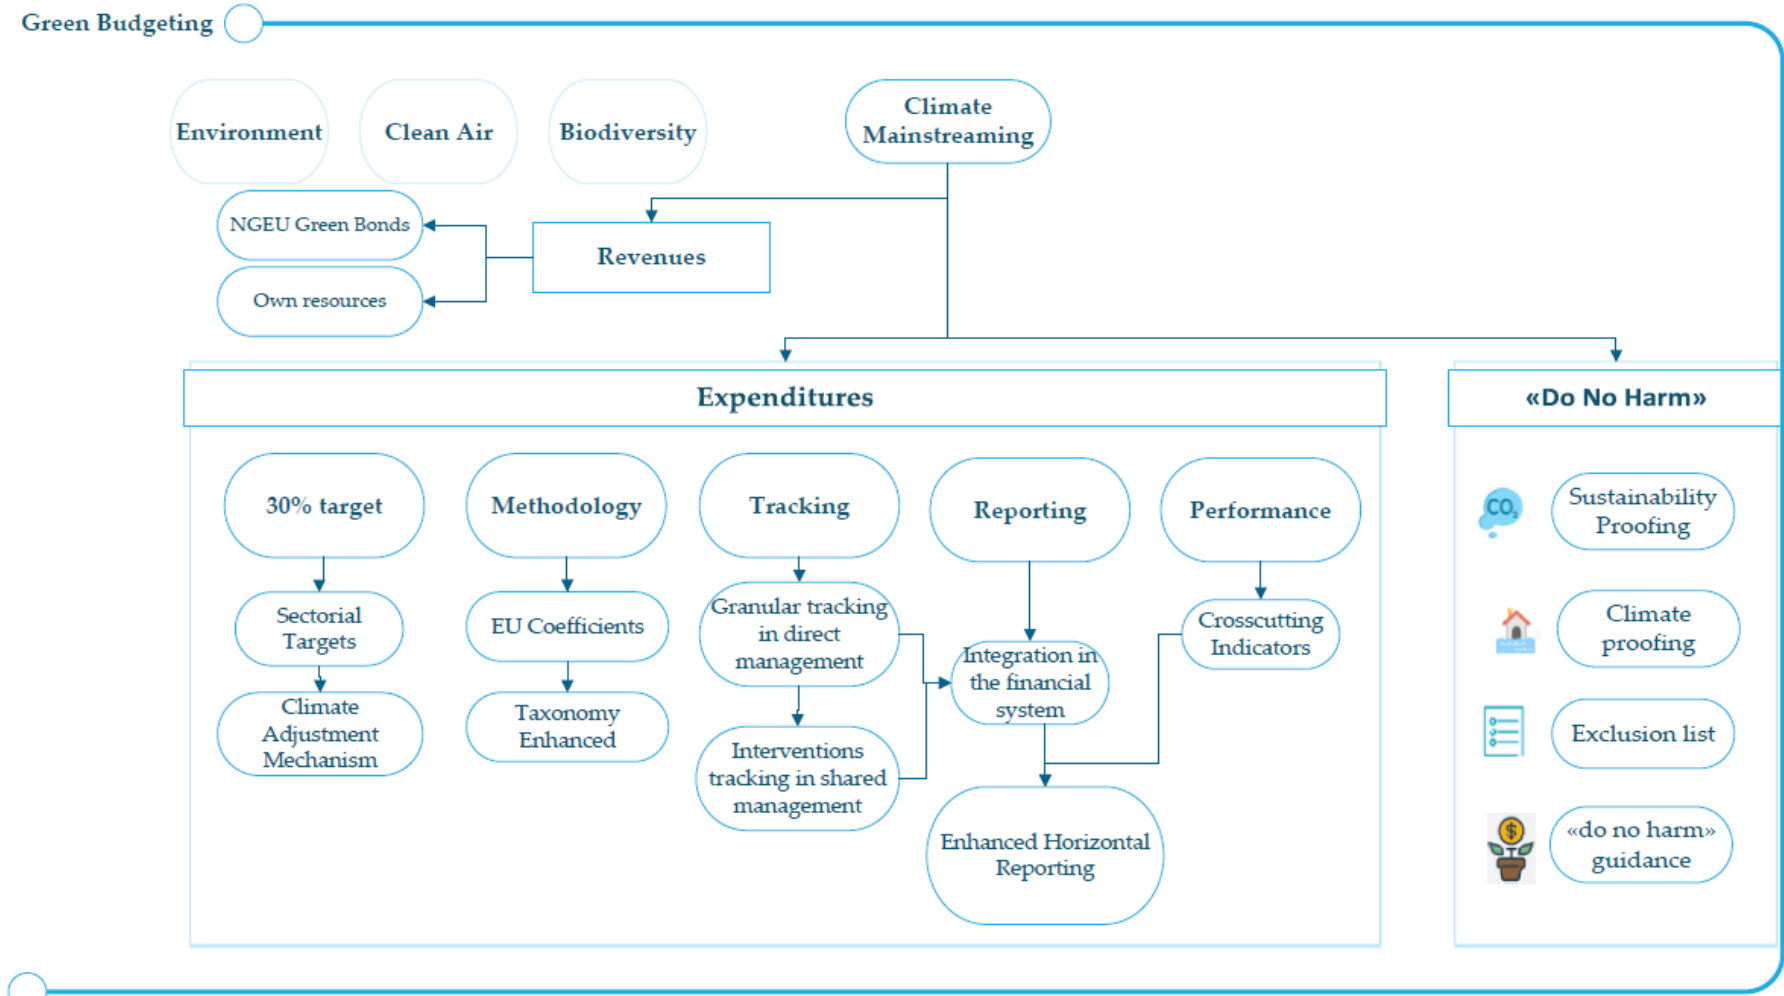 Green Budgeting
Environment
Clean Air
Biodiversity
Climate
Mainstreaming
NGEU Green Bonds
Own resources
Revenues
Expenditures
30% target
Sectorial
Targets
Climate
Adjustment
Mechanism
Methodology
EU Coefficients
Taxonomy
Enhanced
Tracking
Granular tracking
in direct
management
Interventions
tracking in shared
management
Reporting
Integration in
the financial
system
Enhanced Horizontal
Reporting
Performance
Crosscutting
Indicators
«Do No Harm»
CO₂
Sustainability
Proofing
Climate
proofing
Exclusion list
$
«do no harm»
guidance